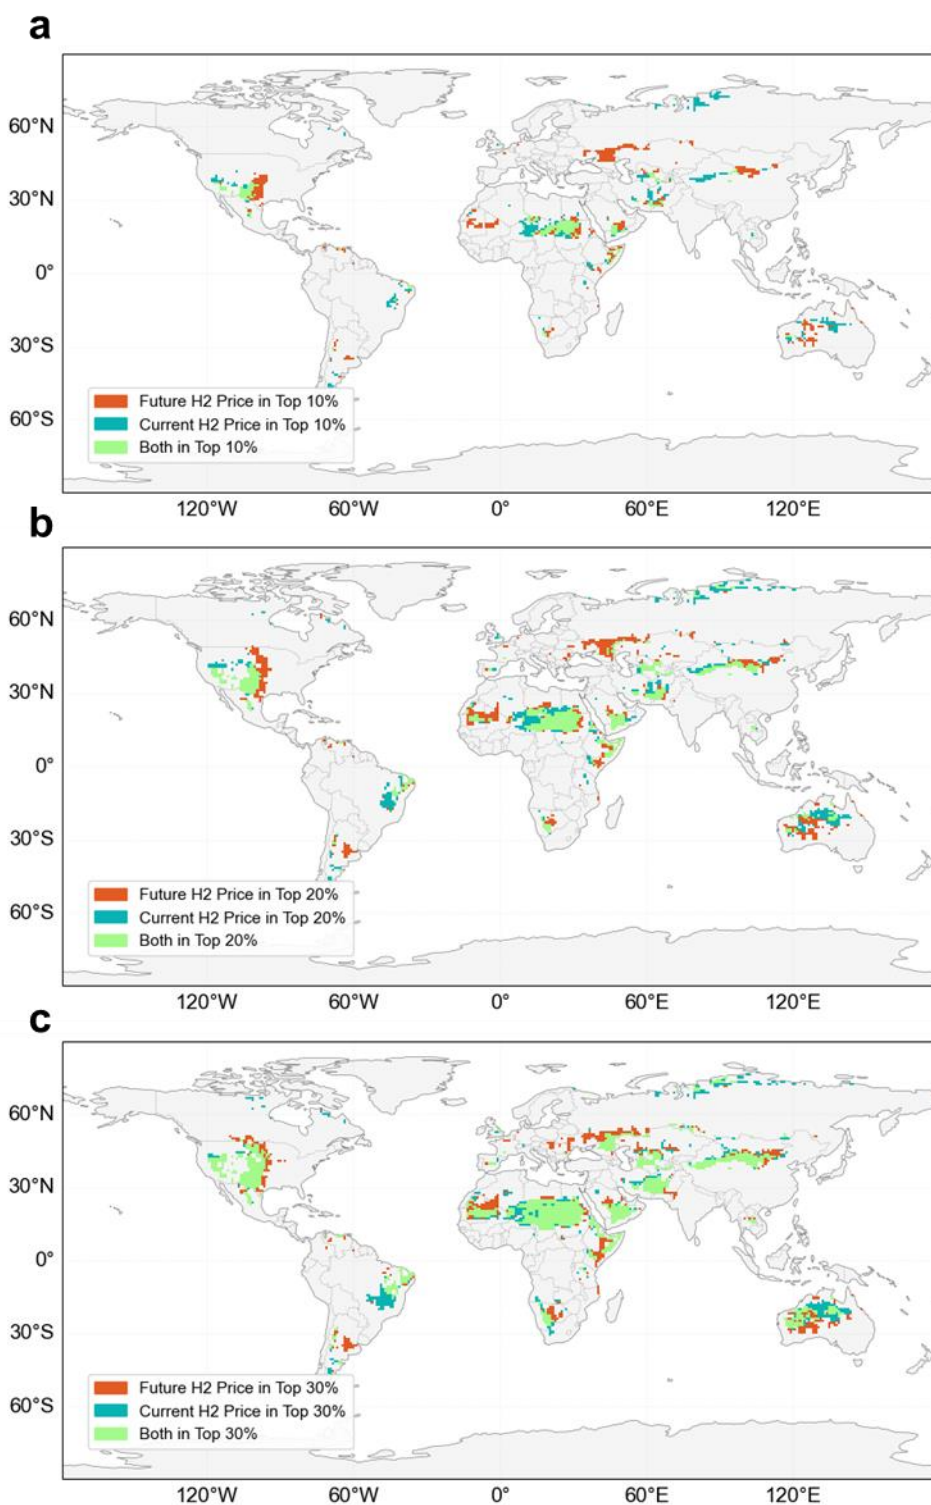 a
60°N
30°N
0°
30°S
60°S
Future H2 Price in Top 10%
Current H2 Price in Top 10%
Both in Top 10%
120°W 60°W 0° 60°E 120°E
b
60°N
30°N
0°
30°S
60°S
Future H2 Price in Top 20%
Current H2 Price in Top 20%
Both in Top 20%
120°W 60°W 0° 60°E 120°E
c
60°N
30°N
0°
30°S
60°S
Future H2 Price in Top 30%
Current H2 Price in Top 30%
Both in Top 30%
120°W 60°W 0° 60°E 120°E